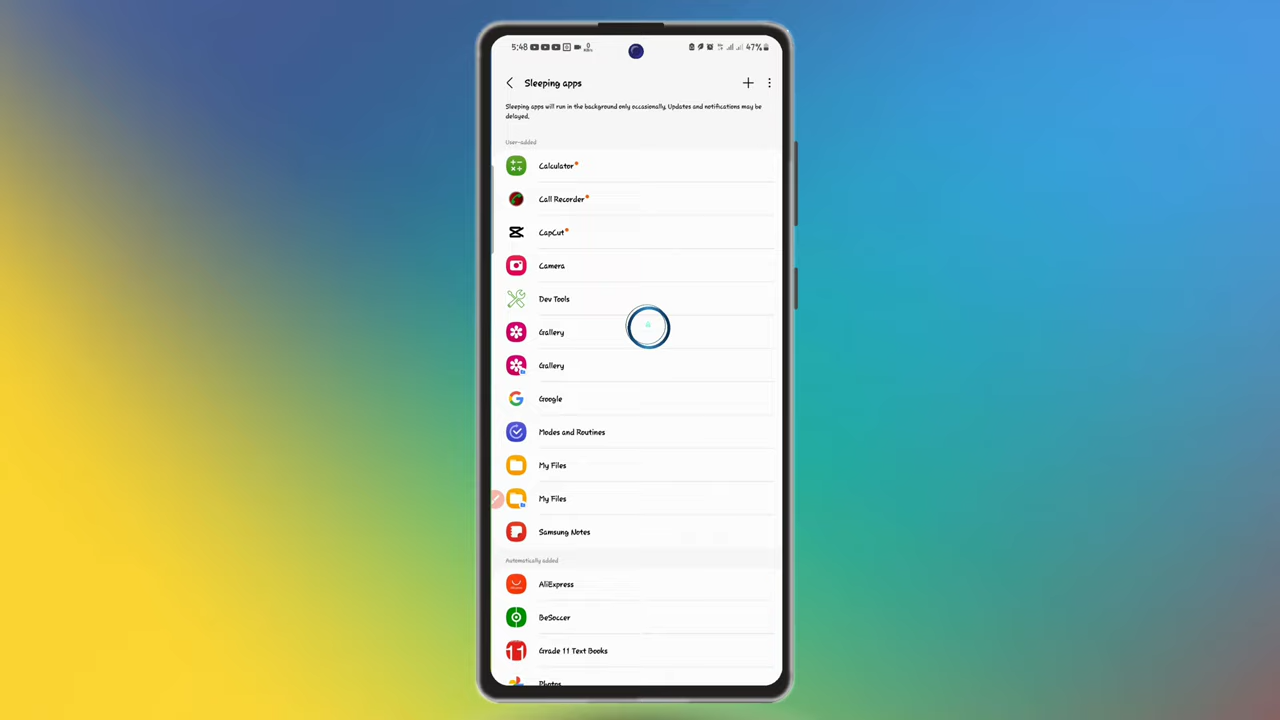 5:48
47%
Sleeping apps
Sleeping apps will run in the background only occasionally. Updates and notifications may be
delayed.
User-added
Calculator
Call Recorder
CapCut
Camera
Dev Tools
Gallery
Gallery
Google
Modes and Routines
My Files
My Files
Samsung Notes
Automatically added
AliExpress
BeSoccer
11
Grade 11 Text Books
Photos